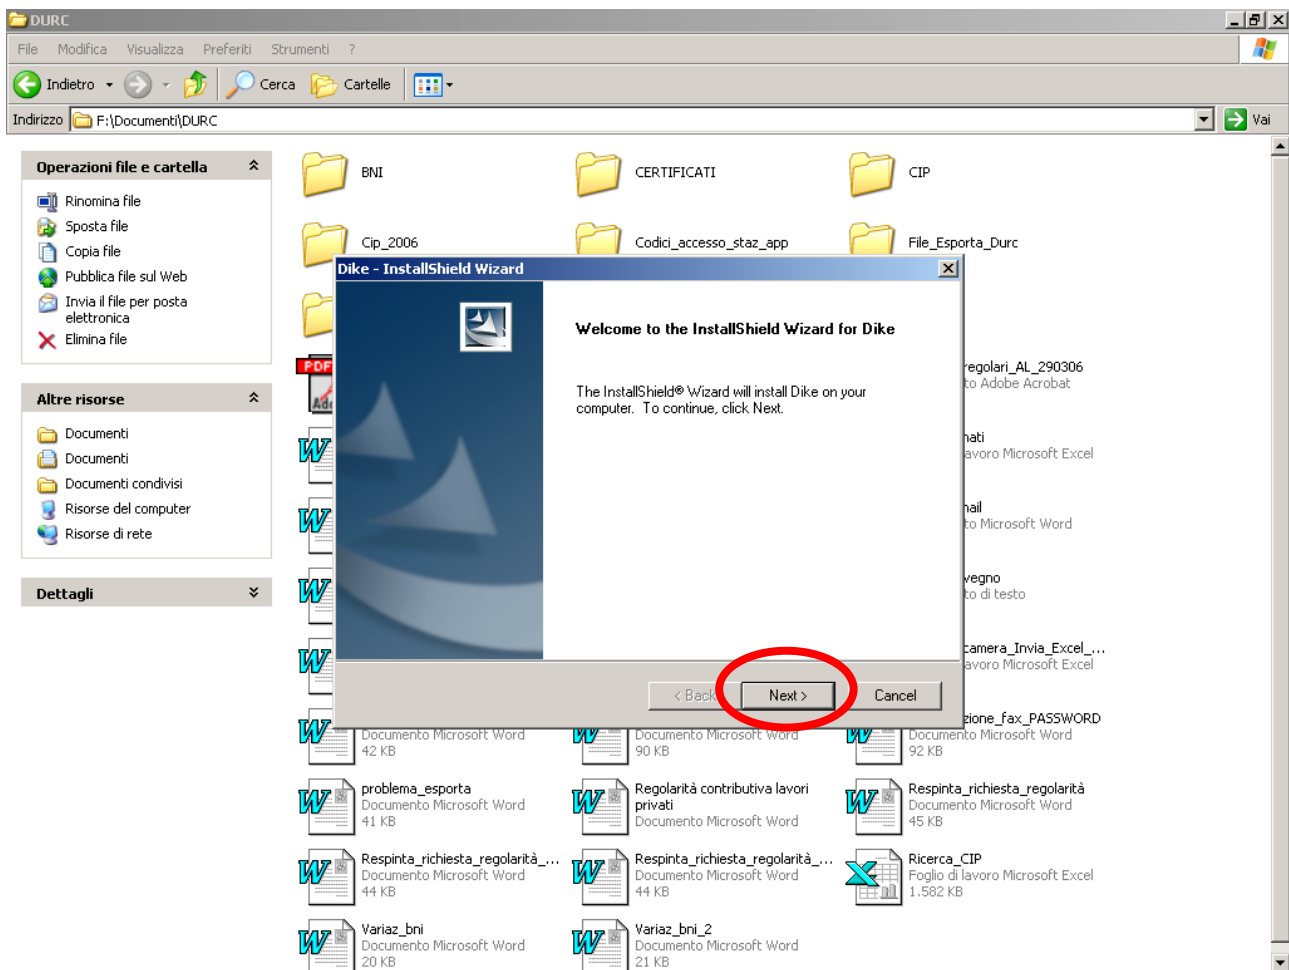 DURC
File Modifica Visualizza Preferiti Strumenti ?
Indietro Cerca Cartelle
Indirizzo F:\Documenti\DURC Vai
Operazioni file e cartella
Rinomina file
Sposta file
Copia file
Pubblica file sul Web
Invia il file per posta
elettronica
Elimina file
Altre risorse
Documenti
Documenti
Documenti condivisi
Risorse del computer
Risorse di rete
Dettagli
BNI
CERTIFICATI
CIP
Cip_2006
Codici_accesso_staz_app
File_Esporta_Durc
Dike - InstallShield Wizard
Welcome to the InstallShield Wizard for Dike
The InstallShield® Wizard will install Dike on your
computer. To continue, click Next.
< Back
Next >
Cancel
PDF
regolari_AL_290306
to Adobe Acrobat
nati
avoro Microsoft Excel
nail
to Microsoft Word
vegno
to di testo
camera_Invia_Excel_...
avoro Microsoft Excel
Documento Microsoft Word
42 KB
Documento Microsoft Word
90 KB
zione_fax_PASSWORD
Documento Microsoft Word
92 KB
problema_esporta
Documento Microsoft Word
41 KB
Regolarità contributiva lavori
privati
Documento Microsoft Word
Respinta_richiesta_regolarità
Documento Microsoft Word
45 KB
Respinta_richiesta_regolarità_...
Documento Microsoft Word
44 KB
Respinta_richiesta_regolarità_...
Documento Microsoft Word
44 KB
Ricerca_CIP
Foglio di lavoro Microsoft Excel
1.582 KB
Variaz_bni
Documento Microsoft Word
20 KB
Variaz_bni_2
Documento Microsoft Word
21 KB